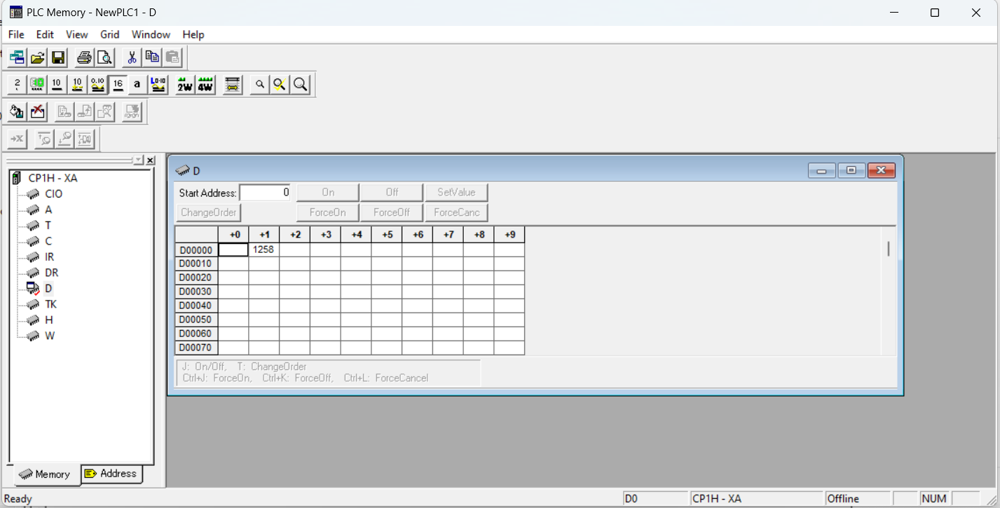 PLC Memory - NewPLC1 - D
File Edit View Grid Window Help
2 10 10 0.10 16 a L0-10 2W 4W
→X
CP1H - XA
CIO
A
T
C
IR
DR
D
TK
H
W
Memory Address
D
Start Address: 0 On Off SetValue
ChangeOrder ForceOn ForceOff ForceCanc
+0 +1 +2 +3 +4 +5 +6 +7 +8 +9
D00000 1258
D00010
D00020
D00030
D00040
D00050
D00060
D00070
J: On/Off, T: ChangeOrder
Ctrl+J: ForceOn, Ctrl+K: ForceOff, Ctrl+L: ForceCancel
Ready D0 CP1H - XA Offline NUM